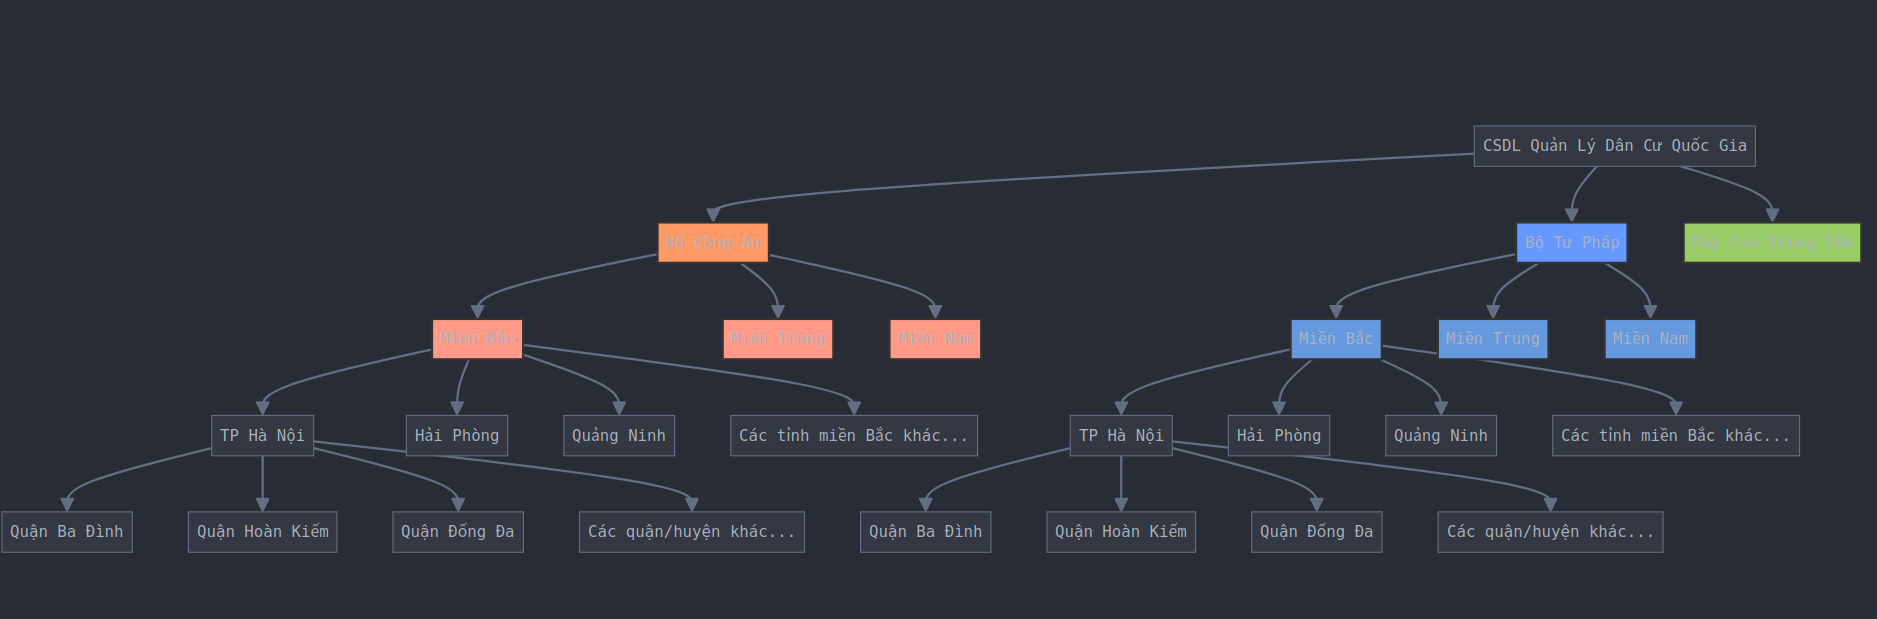 CSDL Quản Lý Dân Cư Quốc Gia
Bộ Công An
Bộ Tư Pháp
Máy Chủ Trung Tâm
Miền Bắc
Miền Trung
Miền Nam
Miền Bắc
Miền Trung
Miền Nam
TP Hà Nội
Hải Phòng
Quảng Ninh
Các tỉnh miền Bắc khác...
TP Hà Nội
Hải Phòng
Quảng Ninh
Các tỉnh miền Bắc khác...
Quận Ba Đình
Quận Hoàn Kiếm
Quận Đống Đa
Các quận/huyện khác...
Quận Ba Đình
Quận Hoàn Kiếm
Quận Đống Đa
Các quận/huyện khác...